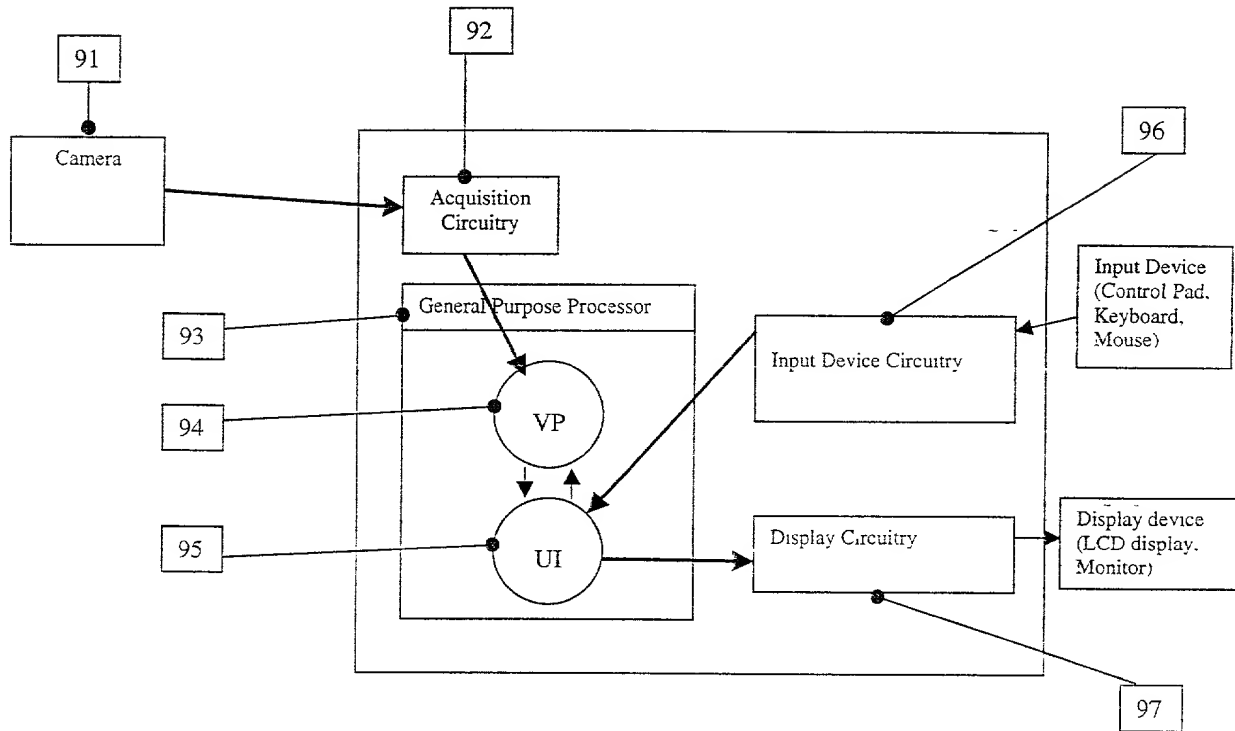 92
91
96
Camera
Acquisition
Circuitry
Input Device
(Control Pad.
Keyboard,
Mouse)
General Purpose Processor
93
Input Device Circuitry
94
VP
Display device
(LCD display.
Monitor)
Display Circuitry
95
UI
97